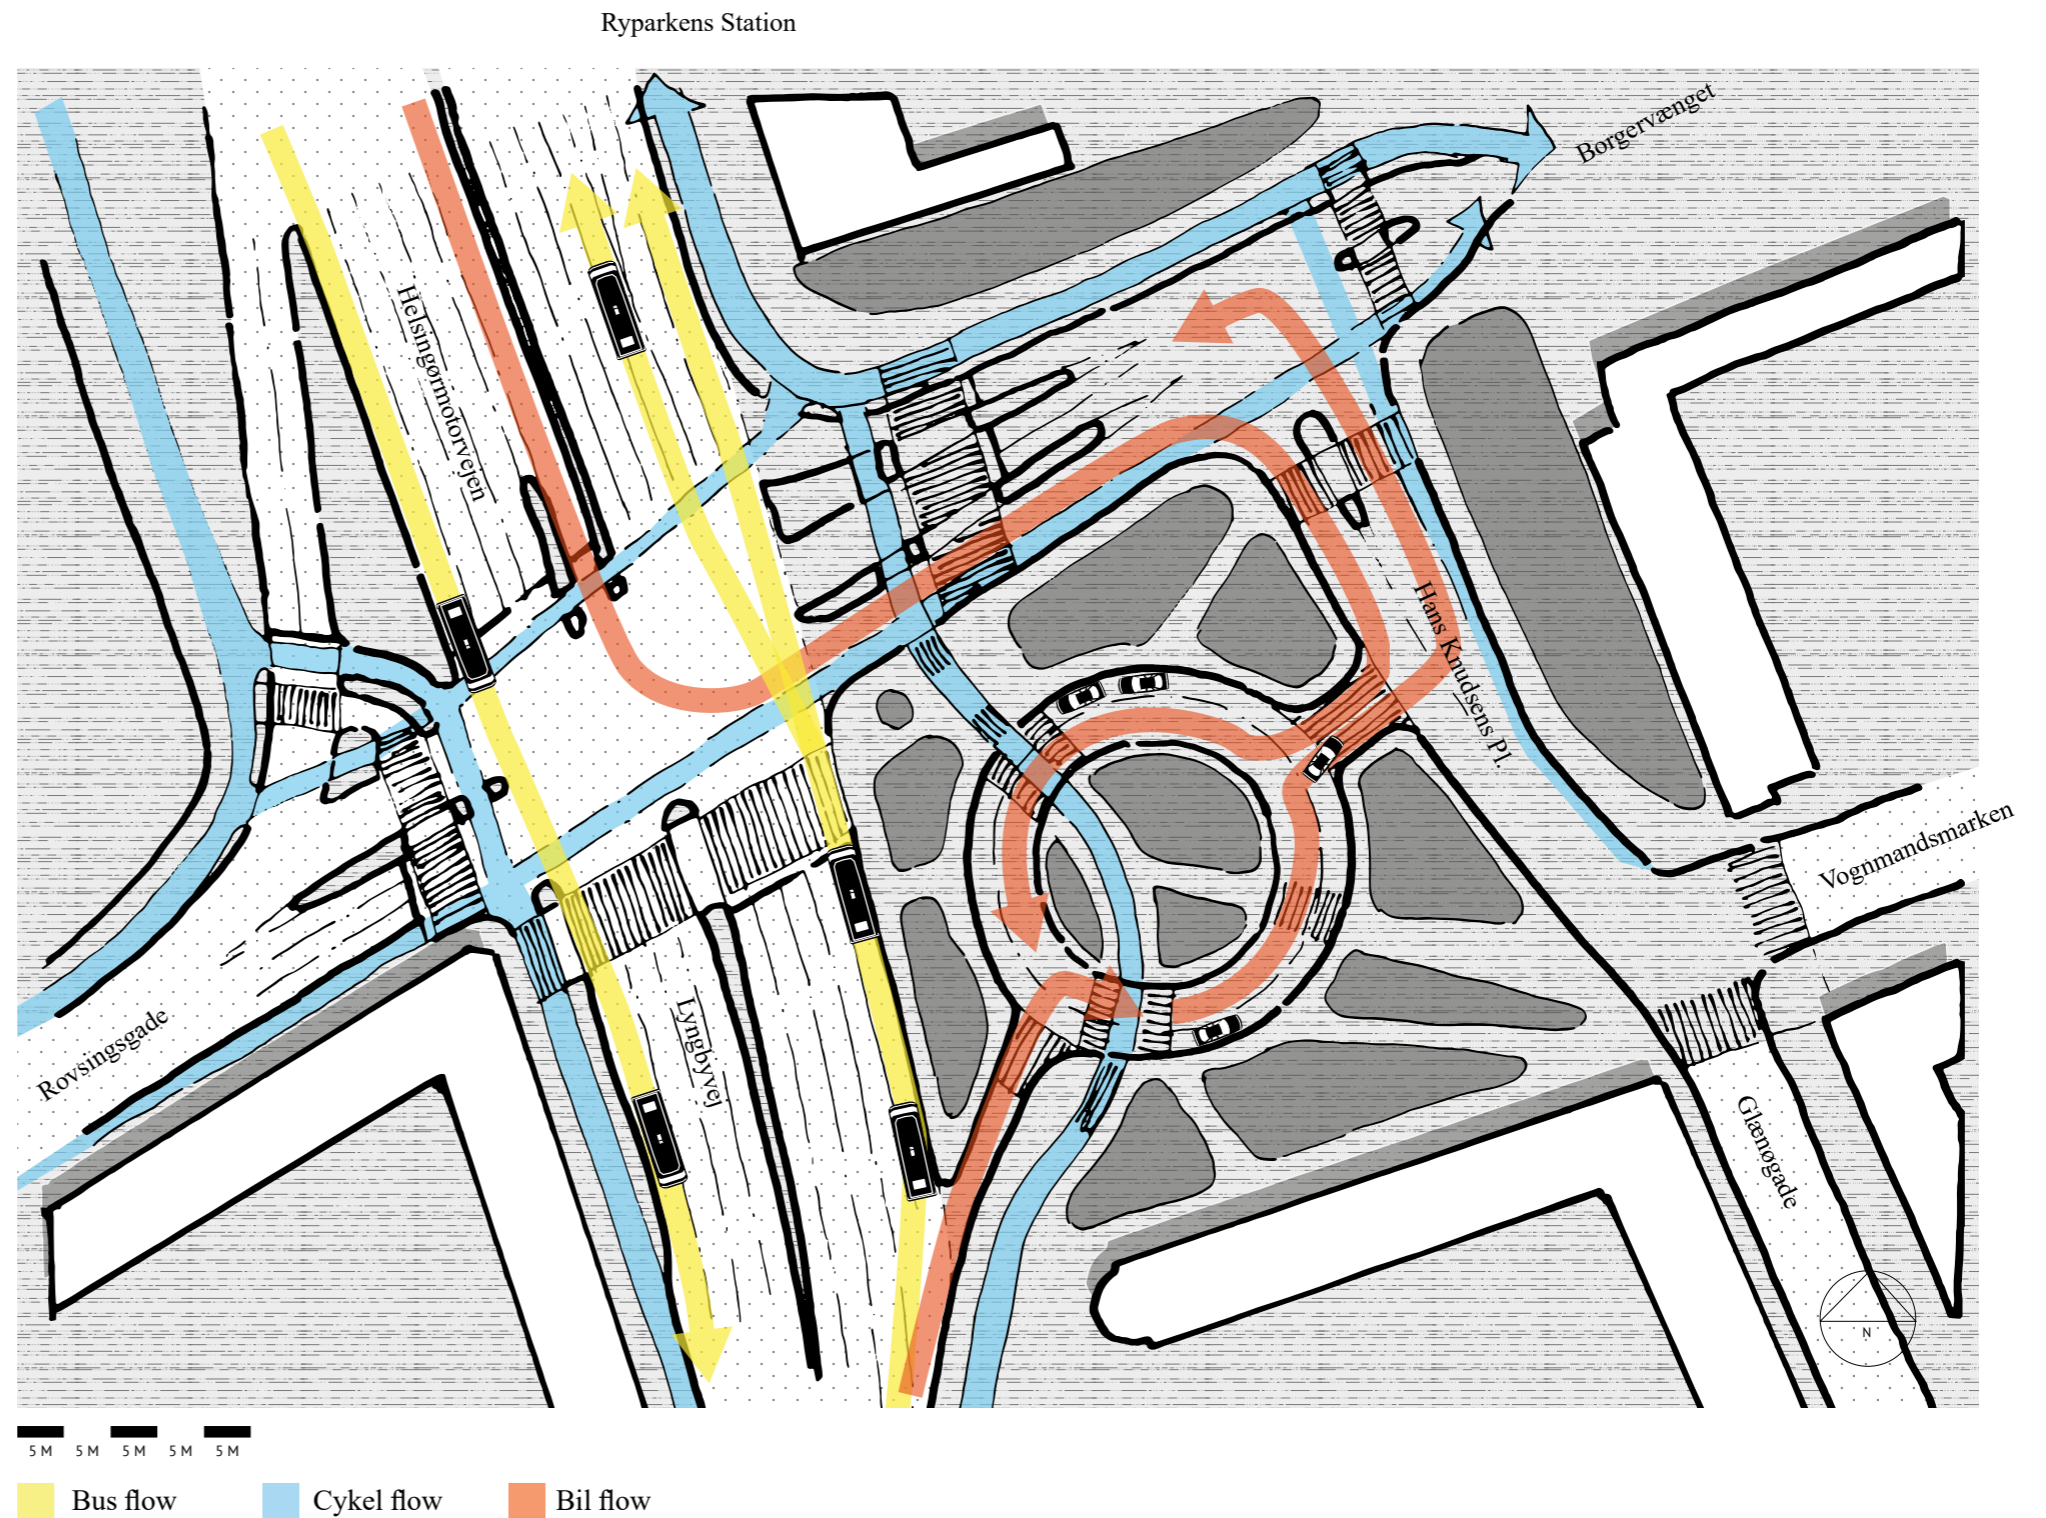 Ryparkens Station
Borgervænget
Helsingørmotorvejen
Hans Knudsens Pl.
Vognmandsmarken
Rovsingsgade
Lyngbyvej
Glænøgade
N
5 M 5 M 5 M 5 M 5 M
Bus flow Cykel flow Bil flow